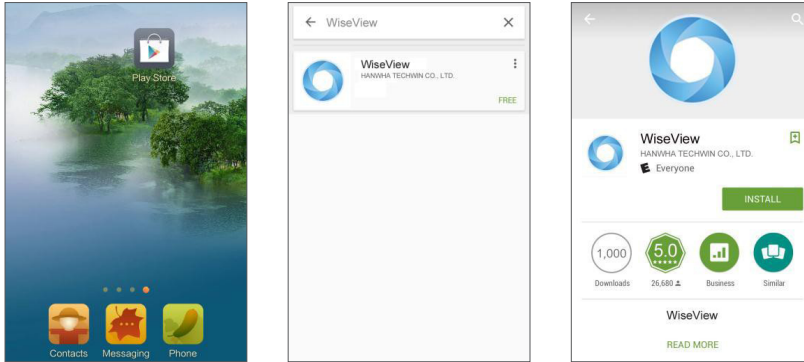 Play Store
Contacts Messaging Phone
WiseView
WiseView
HANWHA TECHWIN CO., LTD.
FREE
WiseView
HANWHA TECHWIN CO., LTD.
E Everyone
INSTALL
1,000 5.0
Downloads 26,680 Business Similar
WiseView
READ MORE